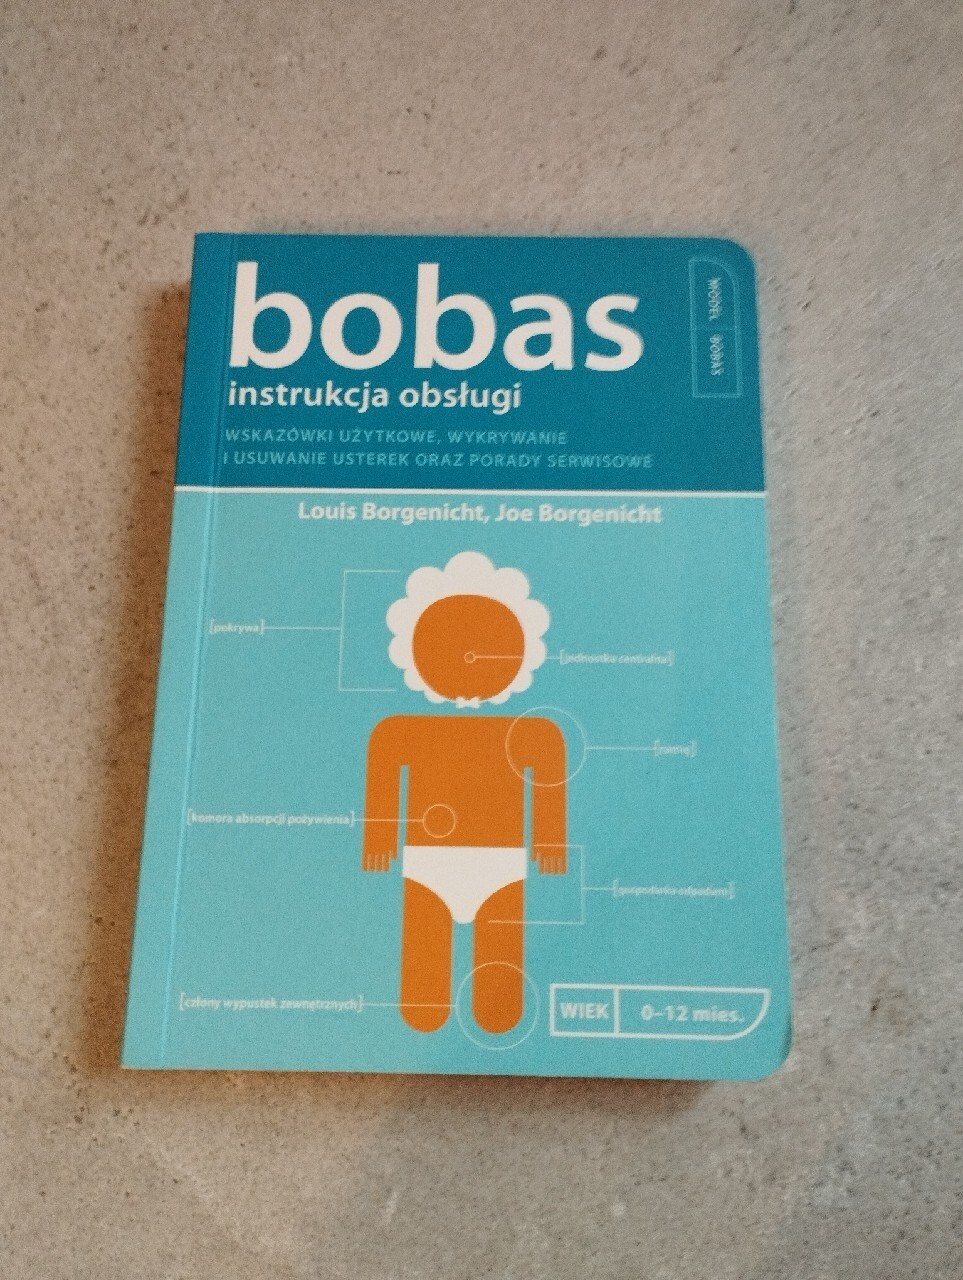 bobas
instrukcja obsługi
WSKAZÓWKI UŻYTKOWE, WYKRYWANIE
I USUWANIE USTEREK ORAZ PORADY SERWISOWE
MODEL BOBAS
Louis Borgenicht, Joe Borgenicht
[pokrywa]
[jednostka centralna]
[ramię]
[komora absorpcji pożywienia]
[gospodarka odpadami]
[człony wypustek zewnętrznych]
WIEK 0–12 mies.